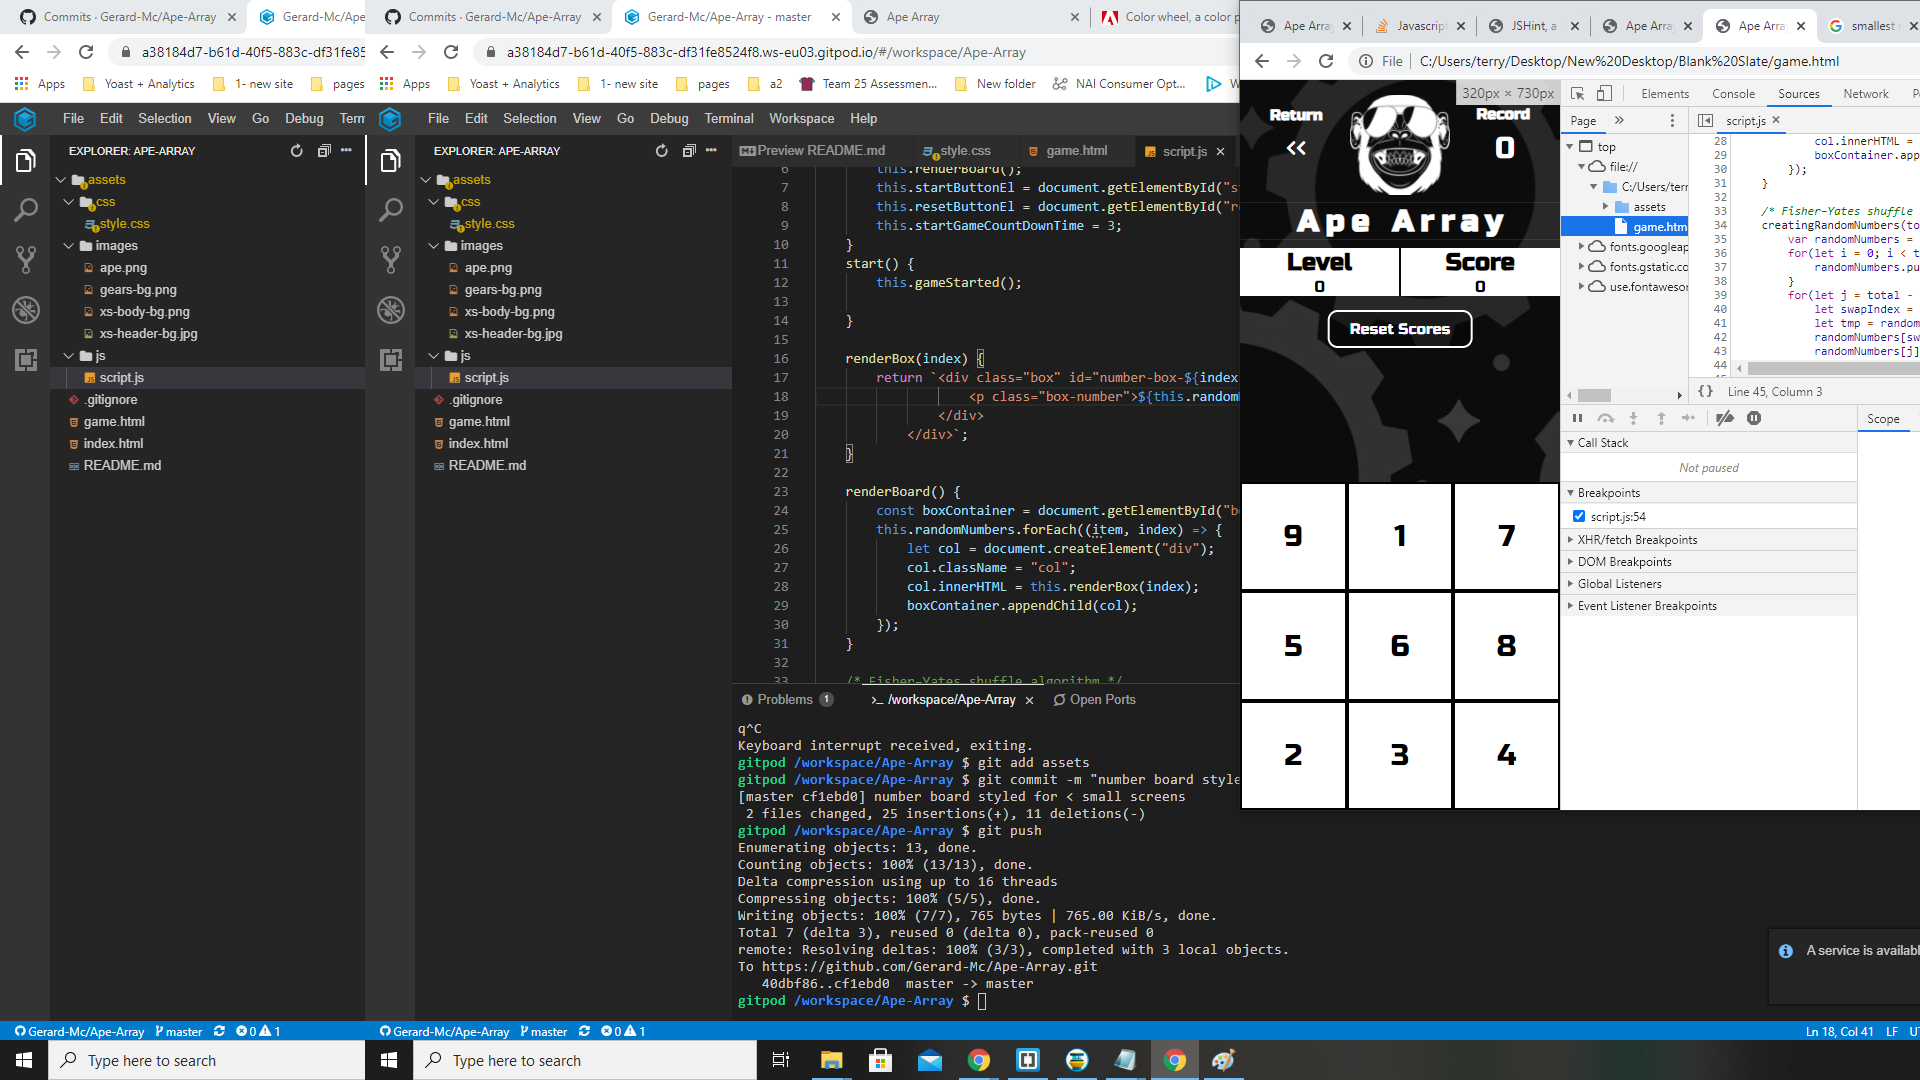 Commits · Gerard-Mc/Ape-Array
Gerard-Mc/Ape
Commits · Gerard-Mc/Ape-Array
Gerard-Mc/Ape-Array - master
Ape Array
Color wheel, a color p
a38184d7-b61d-40f5-883c-df31fe85
a38184d7-b61d-40f5-883c-df31fe8524f8.ws-eu03.gitpod.io/#/workspace/Ape-Array
Apps
Yoast + Analytics
1- new site
pages
Apps
Yoast + Analytics
1- new site
pages
a2
Team 25 Assessmen...
New folder
NAI Consumer Opt...
File Edit Selection View Go Debug Term
File Edit Selection View Go Debug Terminal Workspace Help
EXPLORER: APE-ARRAY
assets
css
style.css
images
ape.png
gears-bg.png
xs-body-bg.png
xs-header-bg.jpg
js
script.js
.gitignore
game.html
index.html
README.md
EXPLORER: APE-ARRAY
assets
css
style.css
images
ape.png
gears-bg.png
xs-body-bg.png
xs-header-bg.jpg
js
script.js
.gitignore
game.html
index.html
README.md
Preview README.md
style.css
game.html
script.js
6 this.renderBoard();
7 this.startButtonEl = document.getElementById("s
8 this.resetButtonEl = document.getElementById("r
9 this.startGameCountDownTime = 3;
10 }
11 start() {
12 this.gameStarted();
13
14 }
15
16 renderBox(index) {
17 return `<div class="box" id="number-box-${index
18 <p class="box-number">${this.random
19 </div>
20 </div>`;
21 }
22
23 renderBoard() {
24 const boxContainer = document.getElementById("b
25 this.randomNumbers.forEach((item, index) => {
26 let col = document.createElement("div");
27 col.className = "col";
28 col.innerHTML = this.renderBox(index);
29 boxContainer.appendChild(col);
30 });
31 }
32
33 /* Fisher-Yates shuffle algorithm */
Problems 1
/workspace/Ape-Array
Open Ports
q^C
Keyboard interrupt received, exiting.
gitpod /workspace/Ape-Array $ git add assets
gitpod /workspace/Ape-Array $ git commit -m "number board style
[master cf1ebd0] number board styled for < small screens
2 files changed, 25 insertions(+), 11 deletions(-)
gitpod /workspace/Ape-Array $ git push
Enumerating objects: 13, done.
Counting objects: 100% (13/13), done.
Delta compression using up to 16 threads
Compressing objects: 100% (5/5), done.
Writing objects: 100% (7/7), 765 bytes | 765.00 KiB/s, done.
Total 7 (delta 3), reused 0 (delta 0), pack-reused 0
remote: Resolving deltas: 100% (3/3), completed with 3 local objects.
To https://github.com/Gerard-Mc/Ape-Array.git
40dbf86..cf1ebd0 master -> master
gitpod /workspace/Ape-Array $
Ape Arra
Javascrip
JSHint, a
Ape Arra
Ape Arra
smallest
File C:/Users/terry/Desktop/New%20Desktop/Blank%20Slate/game.html
320px × 730px
Return
Record
0
Ape Array
Level
0
Score
0
Reset Scores
9 1 7
5 6 8
2 3 4
Elements Console Sources Network
Page
top
file://
C:/Users/terr
assets
game.htm
fonts.googleap
fonts.gstatic.co
use.fontawesor
script.js
28 col.innerHTML =
29 boxContainer.app
30 });
31 }
32
33 /* Fisher-Yates shuffle
34 creatingRandomNumbers(to
35 var randomNumbers =
36 for(let i = 0; i < t
37 randomNumbers.pu
38 }
39 for(let j = total -
40 let swapIndex =
41 let tmp = random
42 randomNumbers[sw
43 randomNumbers[j]
44
{} Line 45, Column 3
Scope
Call Stack
Not paused
Breakpoints
script.js:54
XHR/fetch Breakpoints
DOM Breakpoints
Global Listeners
Event Listener Breakpoints
A service is availabl
Gerard-Mc/Ape-Array master 0 1
Gerard-Mc/Ape-Array master 0 1
Ln 18, Col 41 LF UT
Type here to search
Type here to search